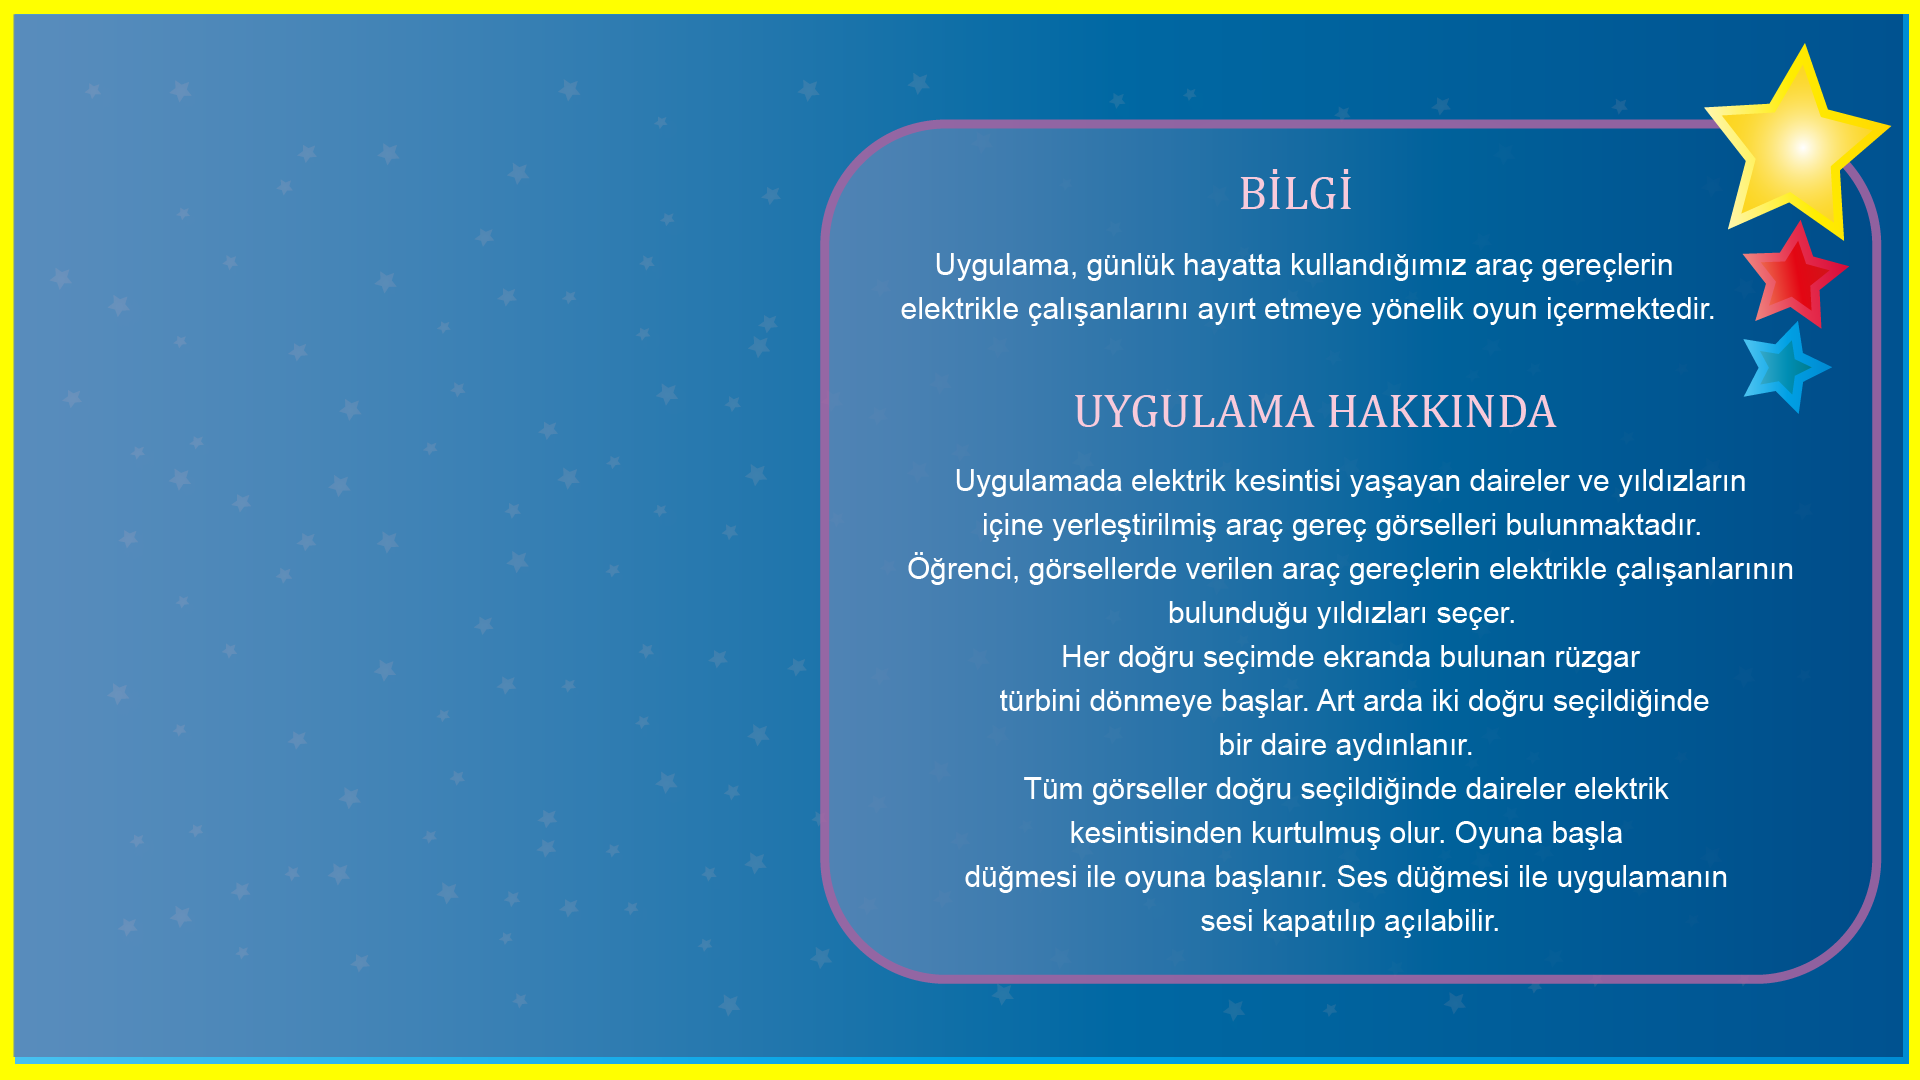 BİLGİ
Uygulama, günlük hayatta kullandığımız araç gereçlerin
elektrikle çalışanlarını ayırt etmeye yönelik oyun içermektedir.
UYGULAMA HAKKINDA
Uygulamada elektrik kesintisi yaşayan daireler ve yıldızların
içine yerleştirilmiş araç gereç görselleri bulunmaktadır.
Öğrenci, görsellerde verilen araç gereçlerin elektrikle çalışanlarının
bulunduğu yıldızları seçer.
Her doğru seçimde ekranda bulunan rüzgar
türbini dönmeye başlar. Art arda iki doğru seçildiğinde
bir daire aydınlanır.
Tüm görseller doğru seçildiğinde daireler elektrik
kesintisinden kurtulmuş olur. Oyuna başla
düğmesi ile oyuna başlanır. Ses düğmesi ile uygulamanın
sesi kapatılıp açılabilir.